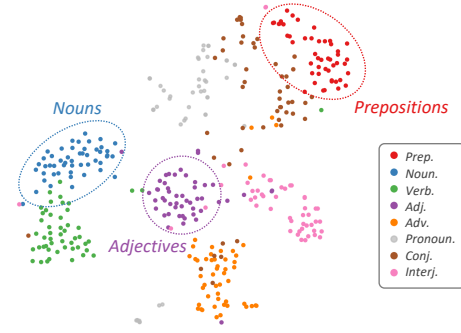 Nouns
Prepositions
Adjectives
Prep.
Noun.
Verb.
Adj.
Adv.
Pronoun.
Conj.
Interj.